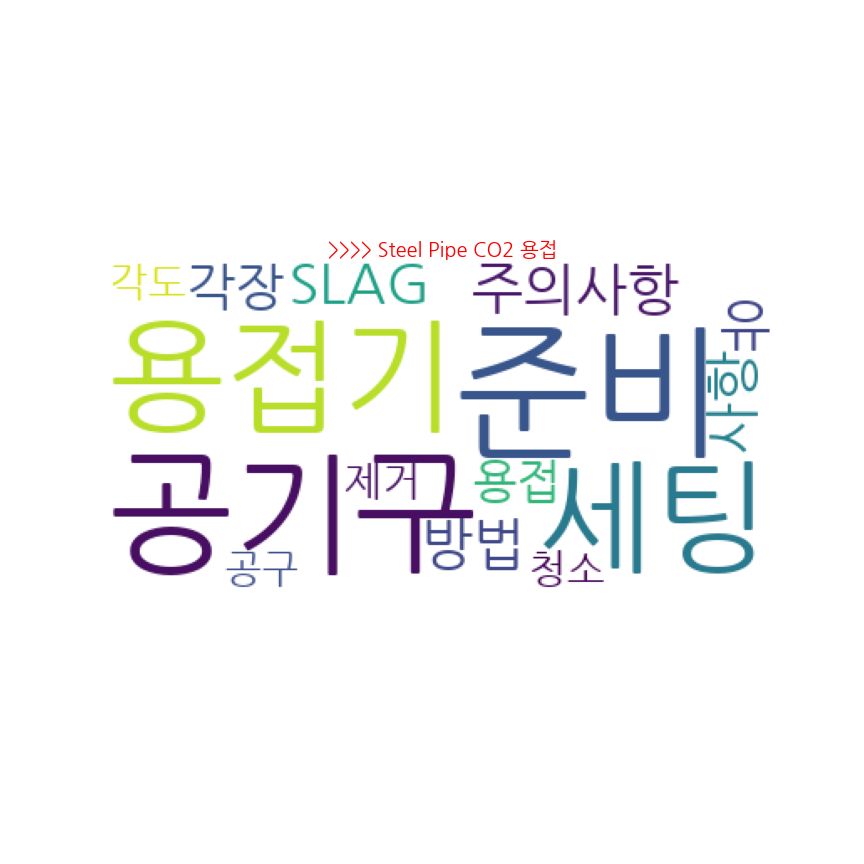 >>>> Steel Pipe CO2 용접
각도 각장 SLAG 주의사항
유
용접기 준비
사항
공기구 세팅
제거 용접
방법
공구 청소